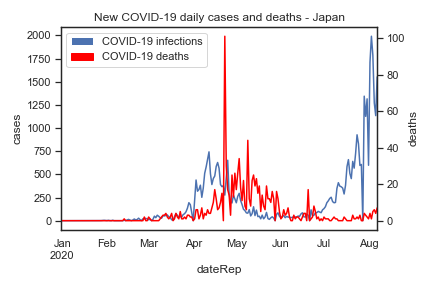 New COVID-19 daily cases and deaths - Japan
COVID-19 infections
COVID-19 deaths
2000
1750
1500
1250
1000
750
500
250
0
cases
100
80
60
40
20
0
deaths
Jan Feb Mar Apr May Jun Jul Aug
2020
dateRep